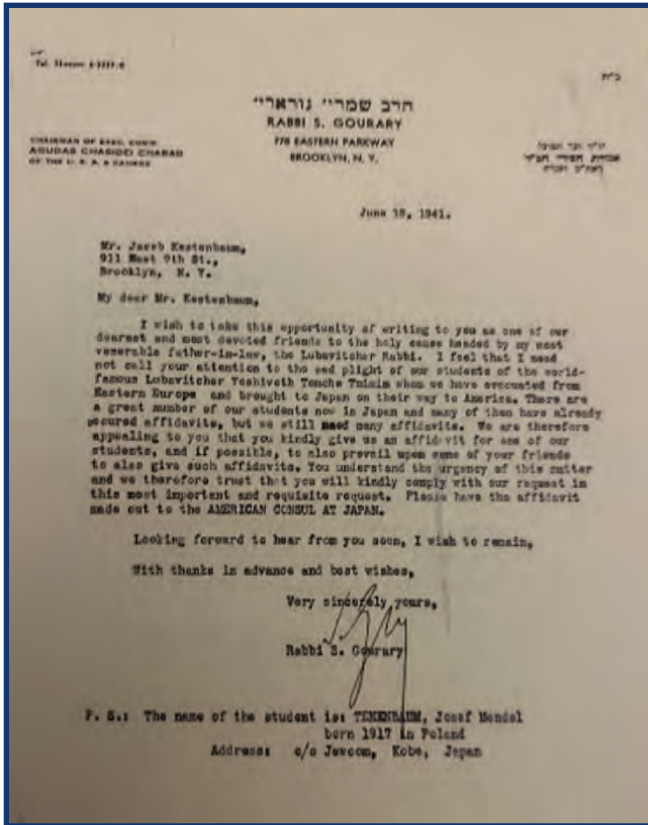 ב"ה
הרב שמרי' גוראריי'
RABBI S. GOURARY
770 EASTERN PARKWAY
BROOKLYN, N. Y.
CHAIRMAN OF EXEC. COM.
AGUDAS CHASIDEI CHABAD
OF THE U. S. A. & CANADA
יו"ר ועד הפועל
אגודת חסידי חב"ד
June 18, 1941.
Mr. Jacob Kestenbaum,
911 East 9th St.,
Brooklyn, N. Y.
My dear Mr. Kestenbaum,
I wish to take this opportunity of writing to you as one of our
dearest and most devoted friends to the holy cause headed by my most
venerable father-in-law, the Lubavitcher Rabbi. I feel that I need
not call your attention to the sad plight of our students of the world-
famous Lubavitcher Yeshivoth Tomche Tmimim whom we have evacuated from
Eastern Europe and brought to Japan on their way to America. There are
a great number of our students now in Japan and many of them have already
secured affidavits, but we still need many affidavits. We are therefore
appealing to you that you kindly give us an affidavit for one of our
students, and if possible, to also prevail upon some of your friends
to also give such affidavits. You understand the urgency of this matter
and we therefore trust that you will kindly comply with our request in
this most important and requisite request. Please have the affidavit
made out to the AMERICAN CONSUL AT JAPAN.
Looking forward to hear from you soon, I wish to remain,
With thanks in advance and best wishes,
Very sincerely yours,
Rabbi S. Gourary
P. S.: The name of the student is: TENENBAUM, Josef Mendel
born 1917 in Poland
Address: c/o Jewcom, Kobe, Japan